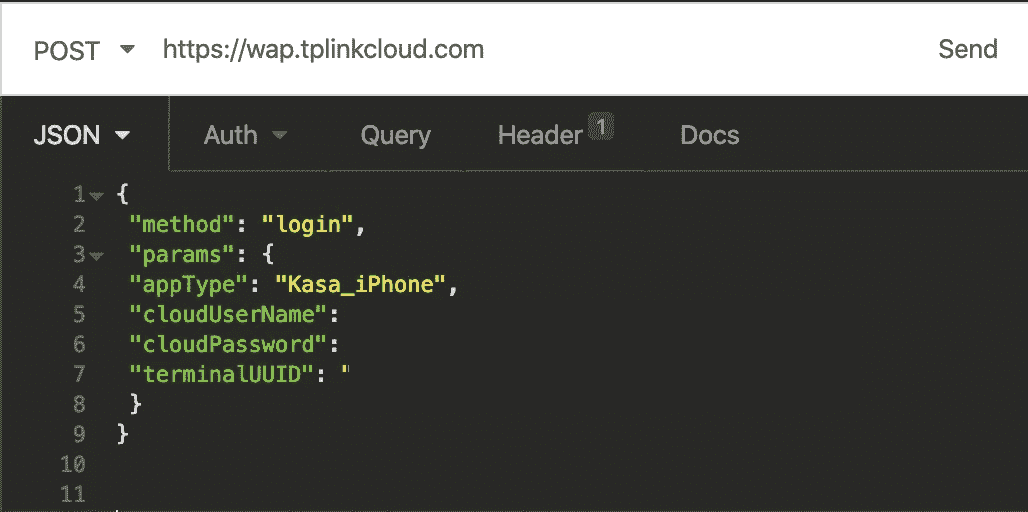 POST https://wap.tplinkcloud.com Send
JSON Auth Query Header 1 Docs
1 {
2 "method": "login",
3 "params": {
4 "appType": "Kasa_iPhone",
5 "cloudUserName":
6 "cloudPassword":
7 "terminalUUID": '
8 }
9 }
10
11